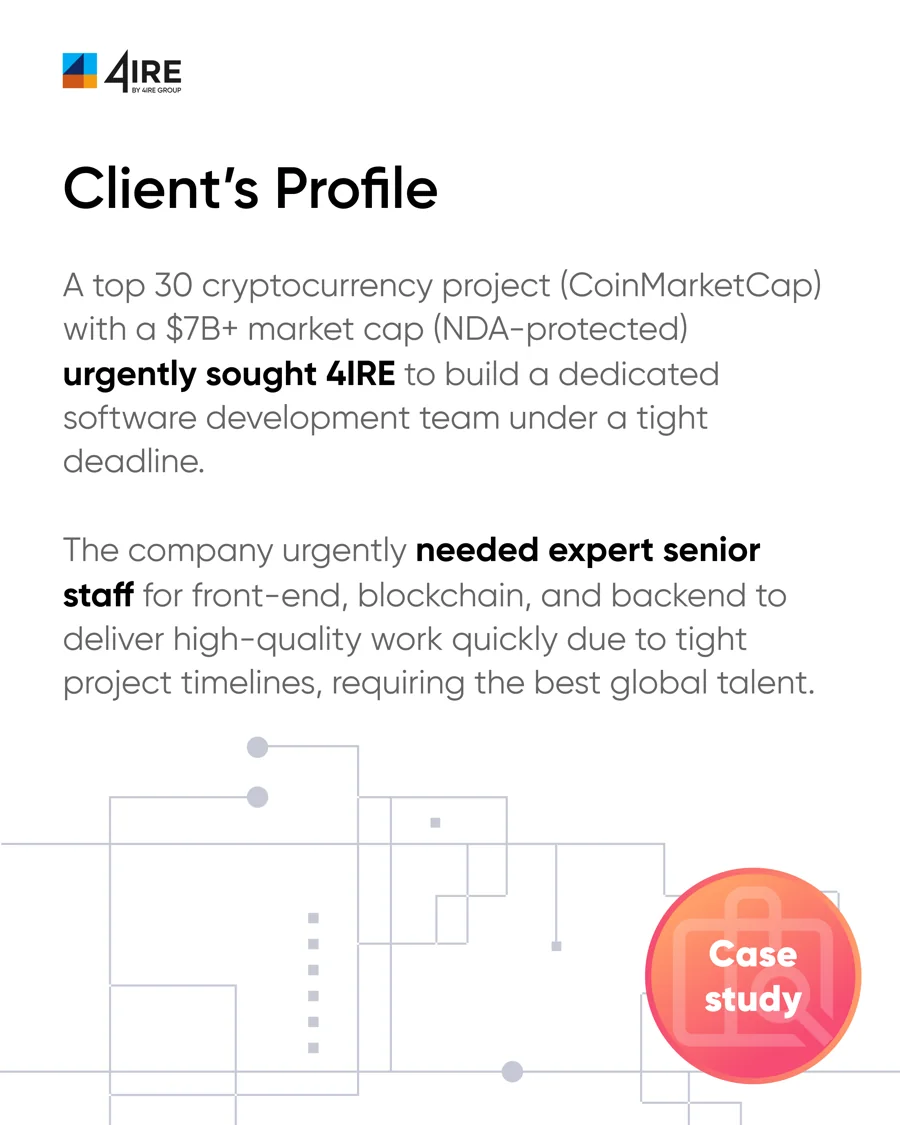 4IRE
BY 4IRE GROUP
Client’s Profile
A top 30 cryptocurrency project (CoinMarketCap)
with a $7B+ market cap (NDA-protected)
urgently sought 4IRE to build a dedicated
software development team under a tight
deadline.
The company urgently needed expert senior
staff for front-end, blockchain, and backend to
deliver high-quality work quickly due to tight
project timelines, requiring the best global talent.
Case
study